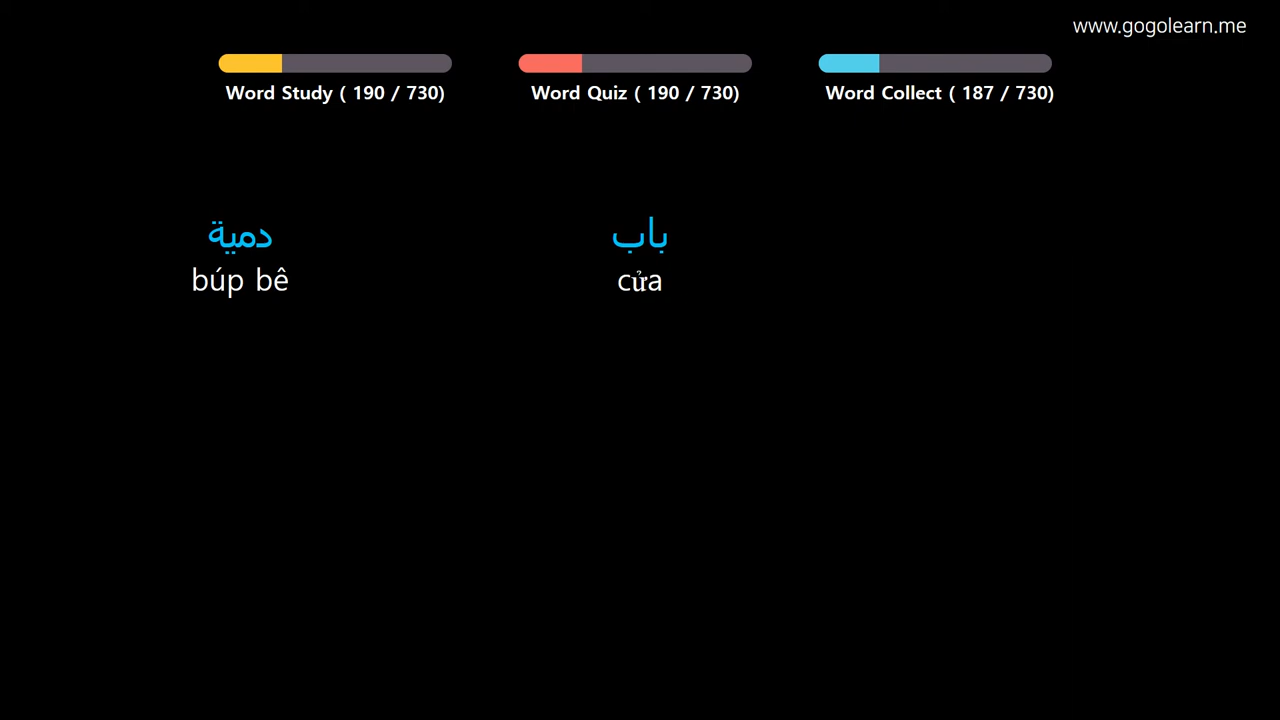 www.gogolearn.me
Word Study ( 190 / 730)
Word Quiz ( 190 / 730)
Word Collect ( 187 / 730)
دمية
búp bê
باب
cửa